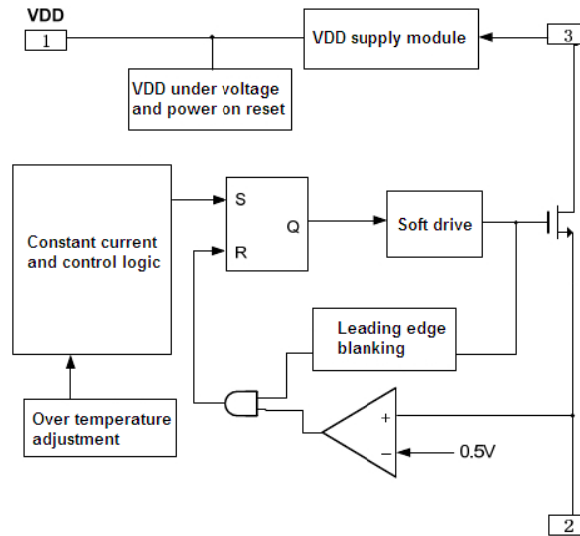 VDD
1
VDD supply module
3
VDD under voltage
and power on reset
S
Q
R
Soft drive
Constant current
and control logic
Leading edge
blanking
Over temperature
adjustment
+
−
0.5V
2